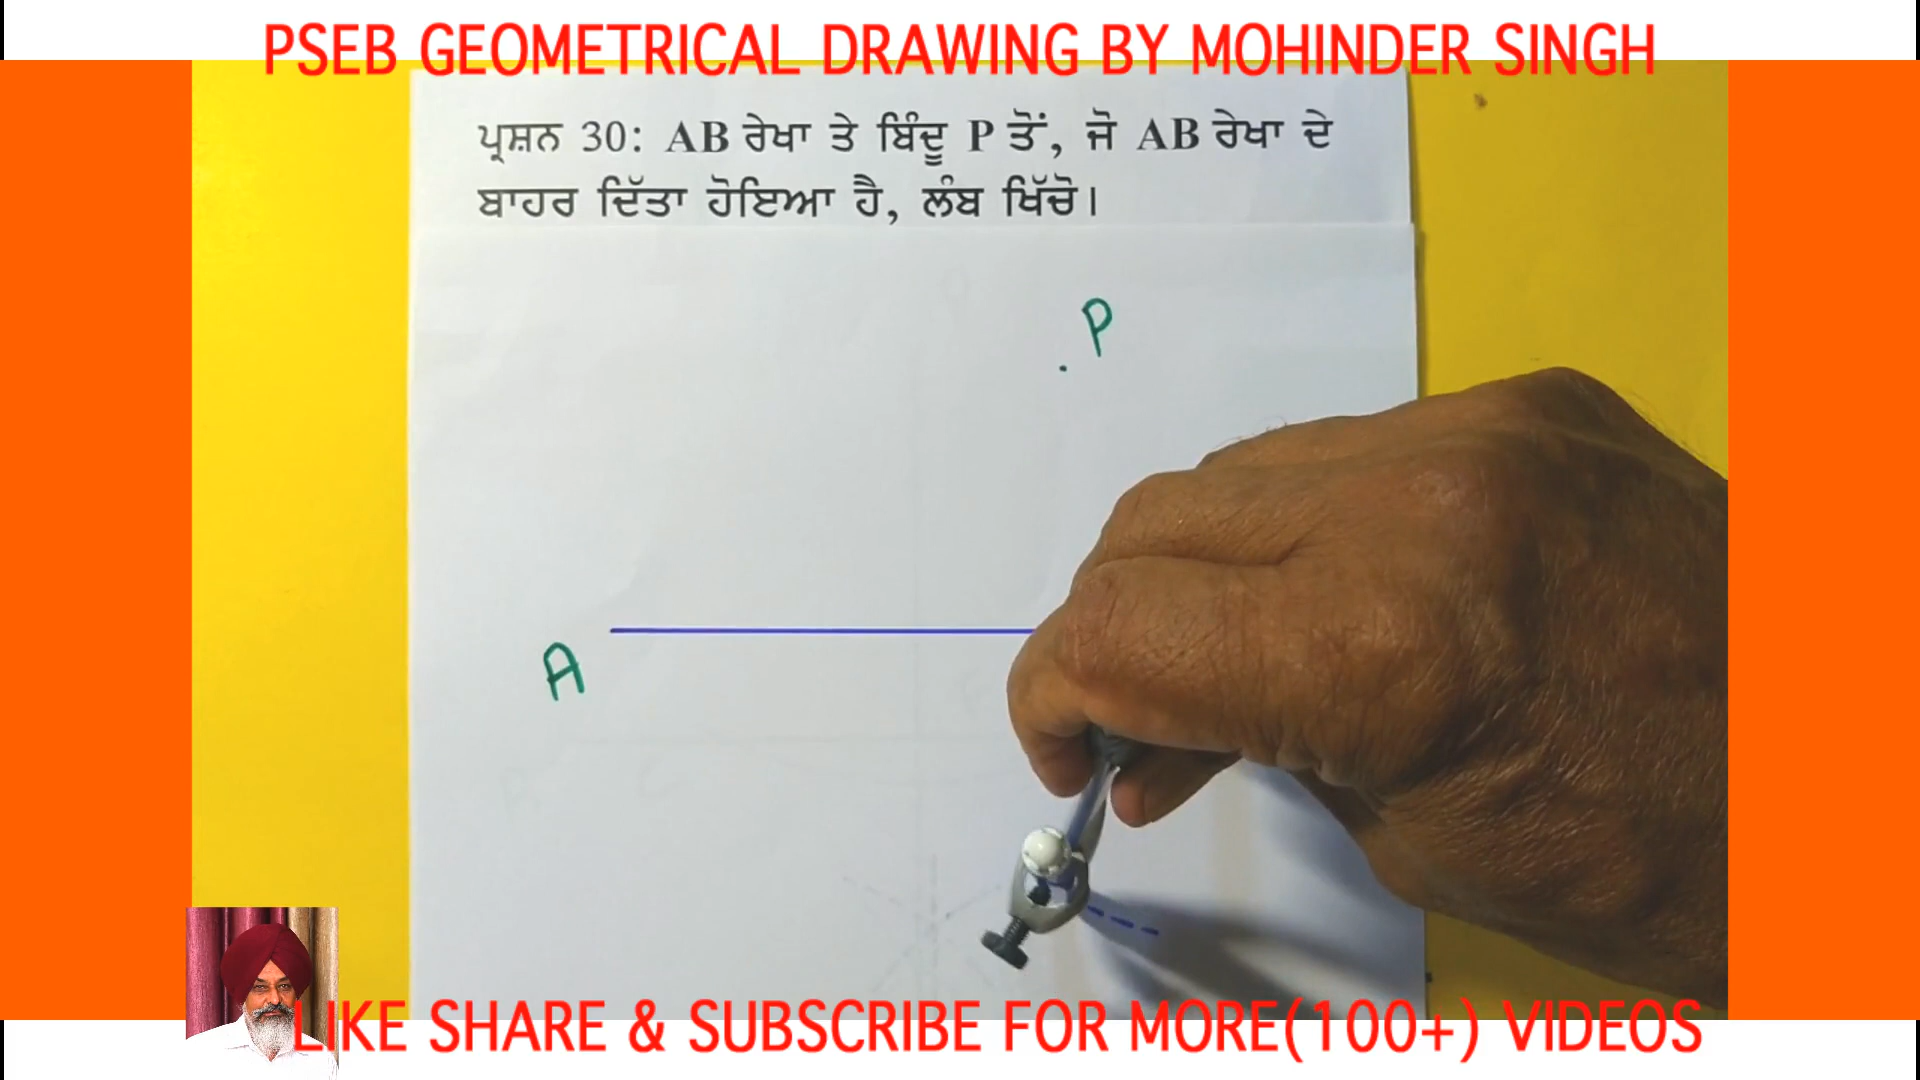 PSEB GEOMETRICAL DRAWING BY MOHINDER SINGH
ਪ੍ਰਸ਼ਨ 30: AB ਰੇਖਾ ਤੇ ਬਿੰਦੂ P ਤੋਂ, ਜੋ AB ਰੇਖਾ ਦੇ
ਬਾਹਰ ਦਿੱਤਾ ਹੋਇਆ ਹੈ, ਲੰਬ ਖਿੱਚੋ।
P
A
LIKE SHARE & SUBSCRIBE FOR MORE(100+) VIDEOS